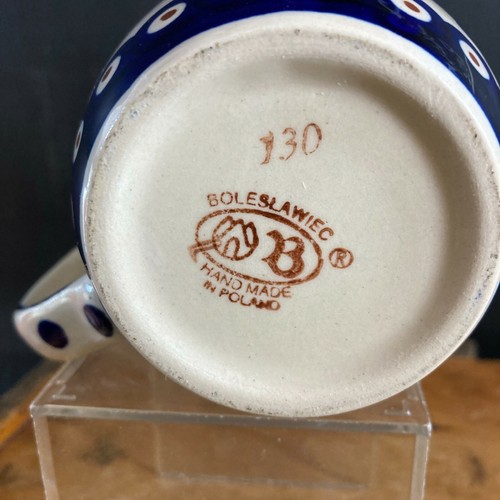 130
BOLESŁAWIEC
B ®
HAND MADE
IN POLAND